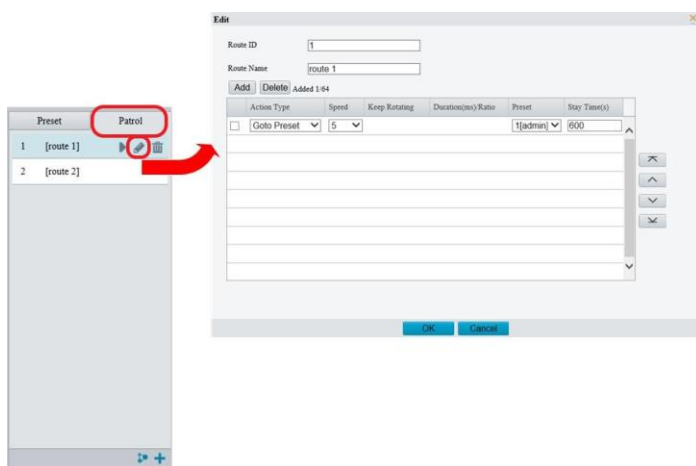 Preset Patrol
1 [route 1]
2 [route 2]
Edit
Route ID 1
Route Name route 1
Add Delete Added 1/64
Action Type Speed Keep Rotating Duration(ms)/Ratio Preset Stay Time(s)
Goto Preset 5 1[admin] 600
OK Cancel